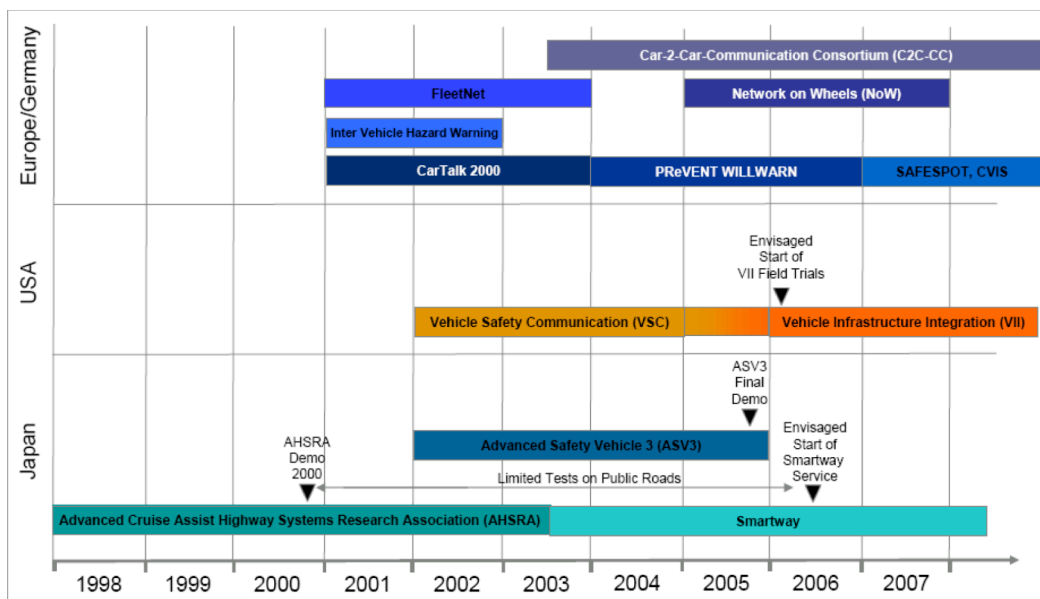 Europe/Germany
Car-2-Car-Communication Consortium (C2C-CC)
FleetNet
Network on Wheels (NoW)
Inter Vehicle Hazard Warning
CarTalk 2000
PReVENT WILLWARN
SAFESPOT, CVIS
USA
Envisaged
Start of
VII Field Trials
Vehicle Safety Communication (VSC)
Vehicle Infrastructure Integration (VII)
Japan
ASV3
Final
Demo
Advanced Safety Vehicle 3 (ASV3)
AHSRA
Demo
2000
Envisaged
Start of
Smartway
Service
Limited Tests on Public Roads
Advanced Cruise Assist Highway Systems Research Association (AHSRA)
Smartway
1998 1999 2000 2001 2002 2003 2004 2005 2006 2007